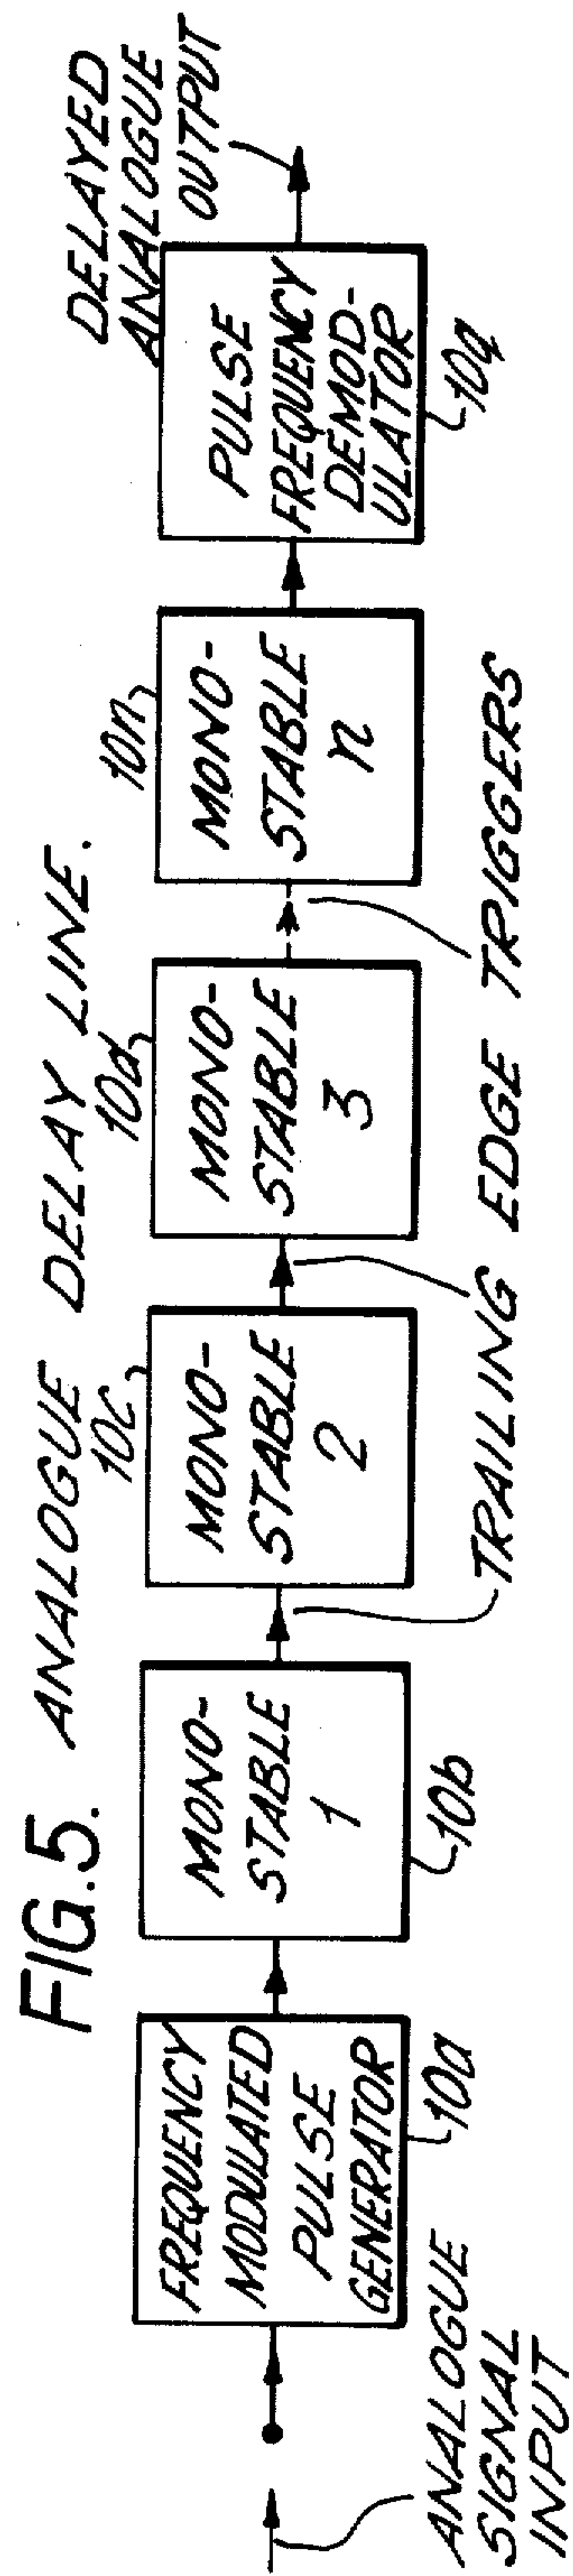 FIG.5. ANALOGUE DELAY LINE.
ANALOGUE
SIGNAL
INPUT
FREQUENCY
MODULATED
PULSE
GENERATOR
10a
MONO-
STABLE
1
10b
10c
MONO-
STABLE
2
10d
MONO-
STABLE
3
10n
MONO-
STABLE
n
TRAILING EDGE TRIGGERS
PULSE
FREQUENCY
DEMOD-
ULATOR
10q
DELAYED
ANALOGUE
OUTPUT